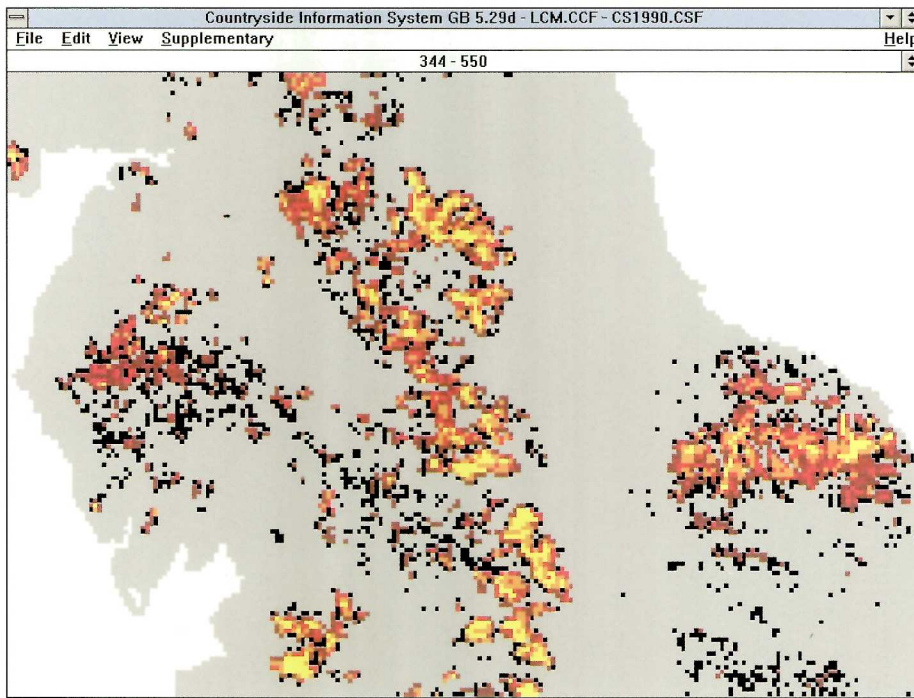 Countryside Information System GB 5.29d - LCM.CCF - CS1990.CSF
File Edit View Supplementary Help
344 - 550